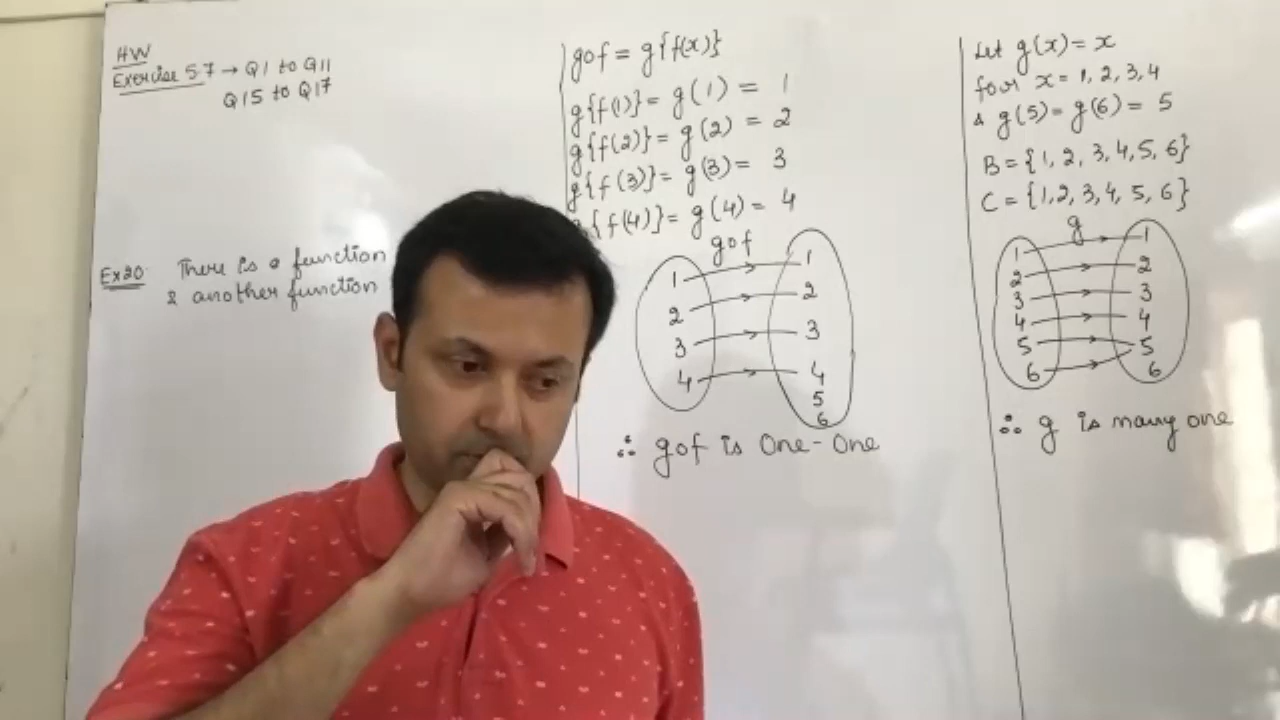 HW
Exercise 5.7 → Q1 to Q11
Q15 to Q17
Ex20 There is a function
& another function
gof = g{f(x)}
g{f(1)} = g(1) = 1
g{f(2)} = g(2) = 2
g{f(3)} = g(3) = 3
g{f(4)} = g(4) = 4
gof
1 1
2 2
3 3
4 4
5
6
∴ gof is One-One
Let g(x) = x
for x = 1, 2, 3, 4
& g(5) = g(6) = 5
B = {1, 2, 3, 4, 5, 6}
C = {1, 2, 3, 4, 5, 6}
g
1 1
2 2
3 3
4 4
5 5
6 6
∴ g is many one